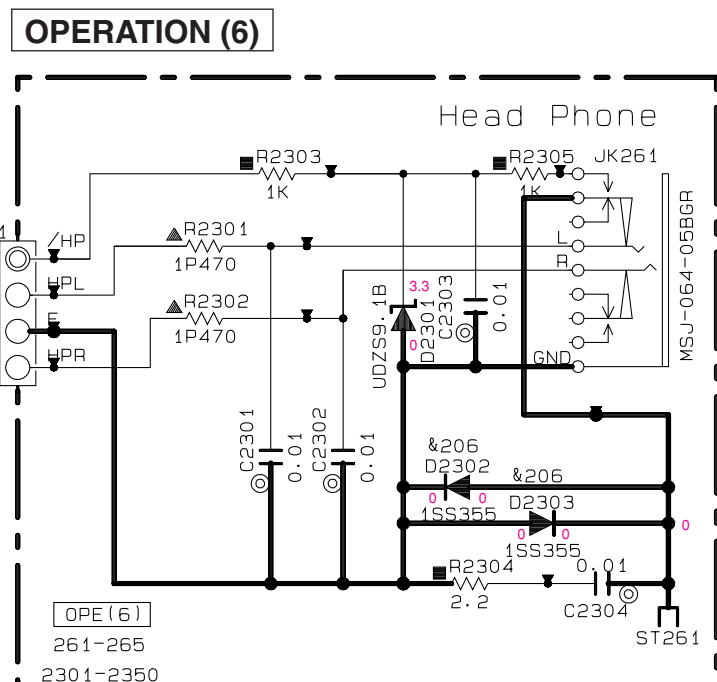 OPERATION (6)
Head Phone
R2303
1K
R2305
1K
JK261
1
/HP
R2301
1P470
L
HPL
R2302
1P470
R
E
HPR
UDZS9.1B
D2301
3.3
0
C2303
0.01
GND
MSJ-064-05BGR
C2301
0.01
C2302
0.01
&206
D2302
0
0
1SS355
&206
D2303
0
0
1SS355
0
R2304
2.2
0.01
C2304
ST261
OPE(6)
261-265
2301-2350